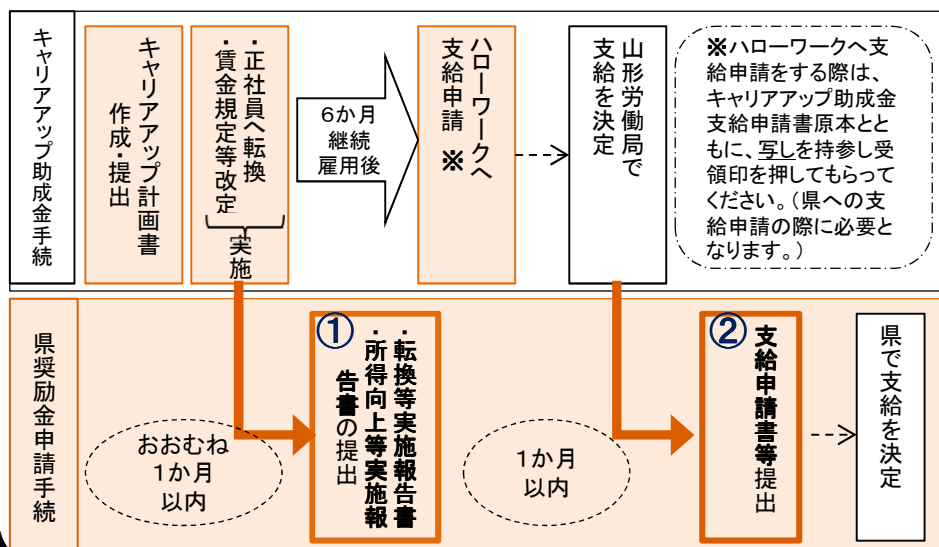 キャリアアップ助成金手続
キャリアアップ計画書
作成・提出
・正社員へ転換
・賃金規定等改定
実施
6か月
継続
雇用後
ハローワークへ
支給申請 ※
山形労働局で
支給を決定
※ハローワークへ支
給申請をする際は、
キャリアアップ助成金
支給申請書原本とと
もに、写しを持参し受
領印を押してもらって
ください。(県への支
給申請の際に必要と
なります。)
県奨励金申請手続
おおむね
1か月
以内
①
・転換等実施報告書
・所得向上等実施報
告書の提出
1か月
以内
②
支給申請書等提出
県で支給を決定